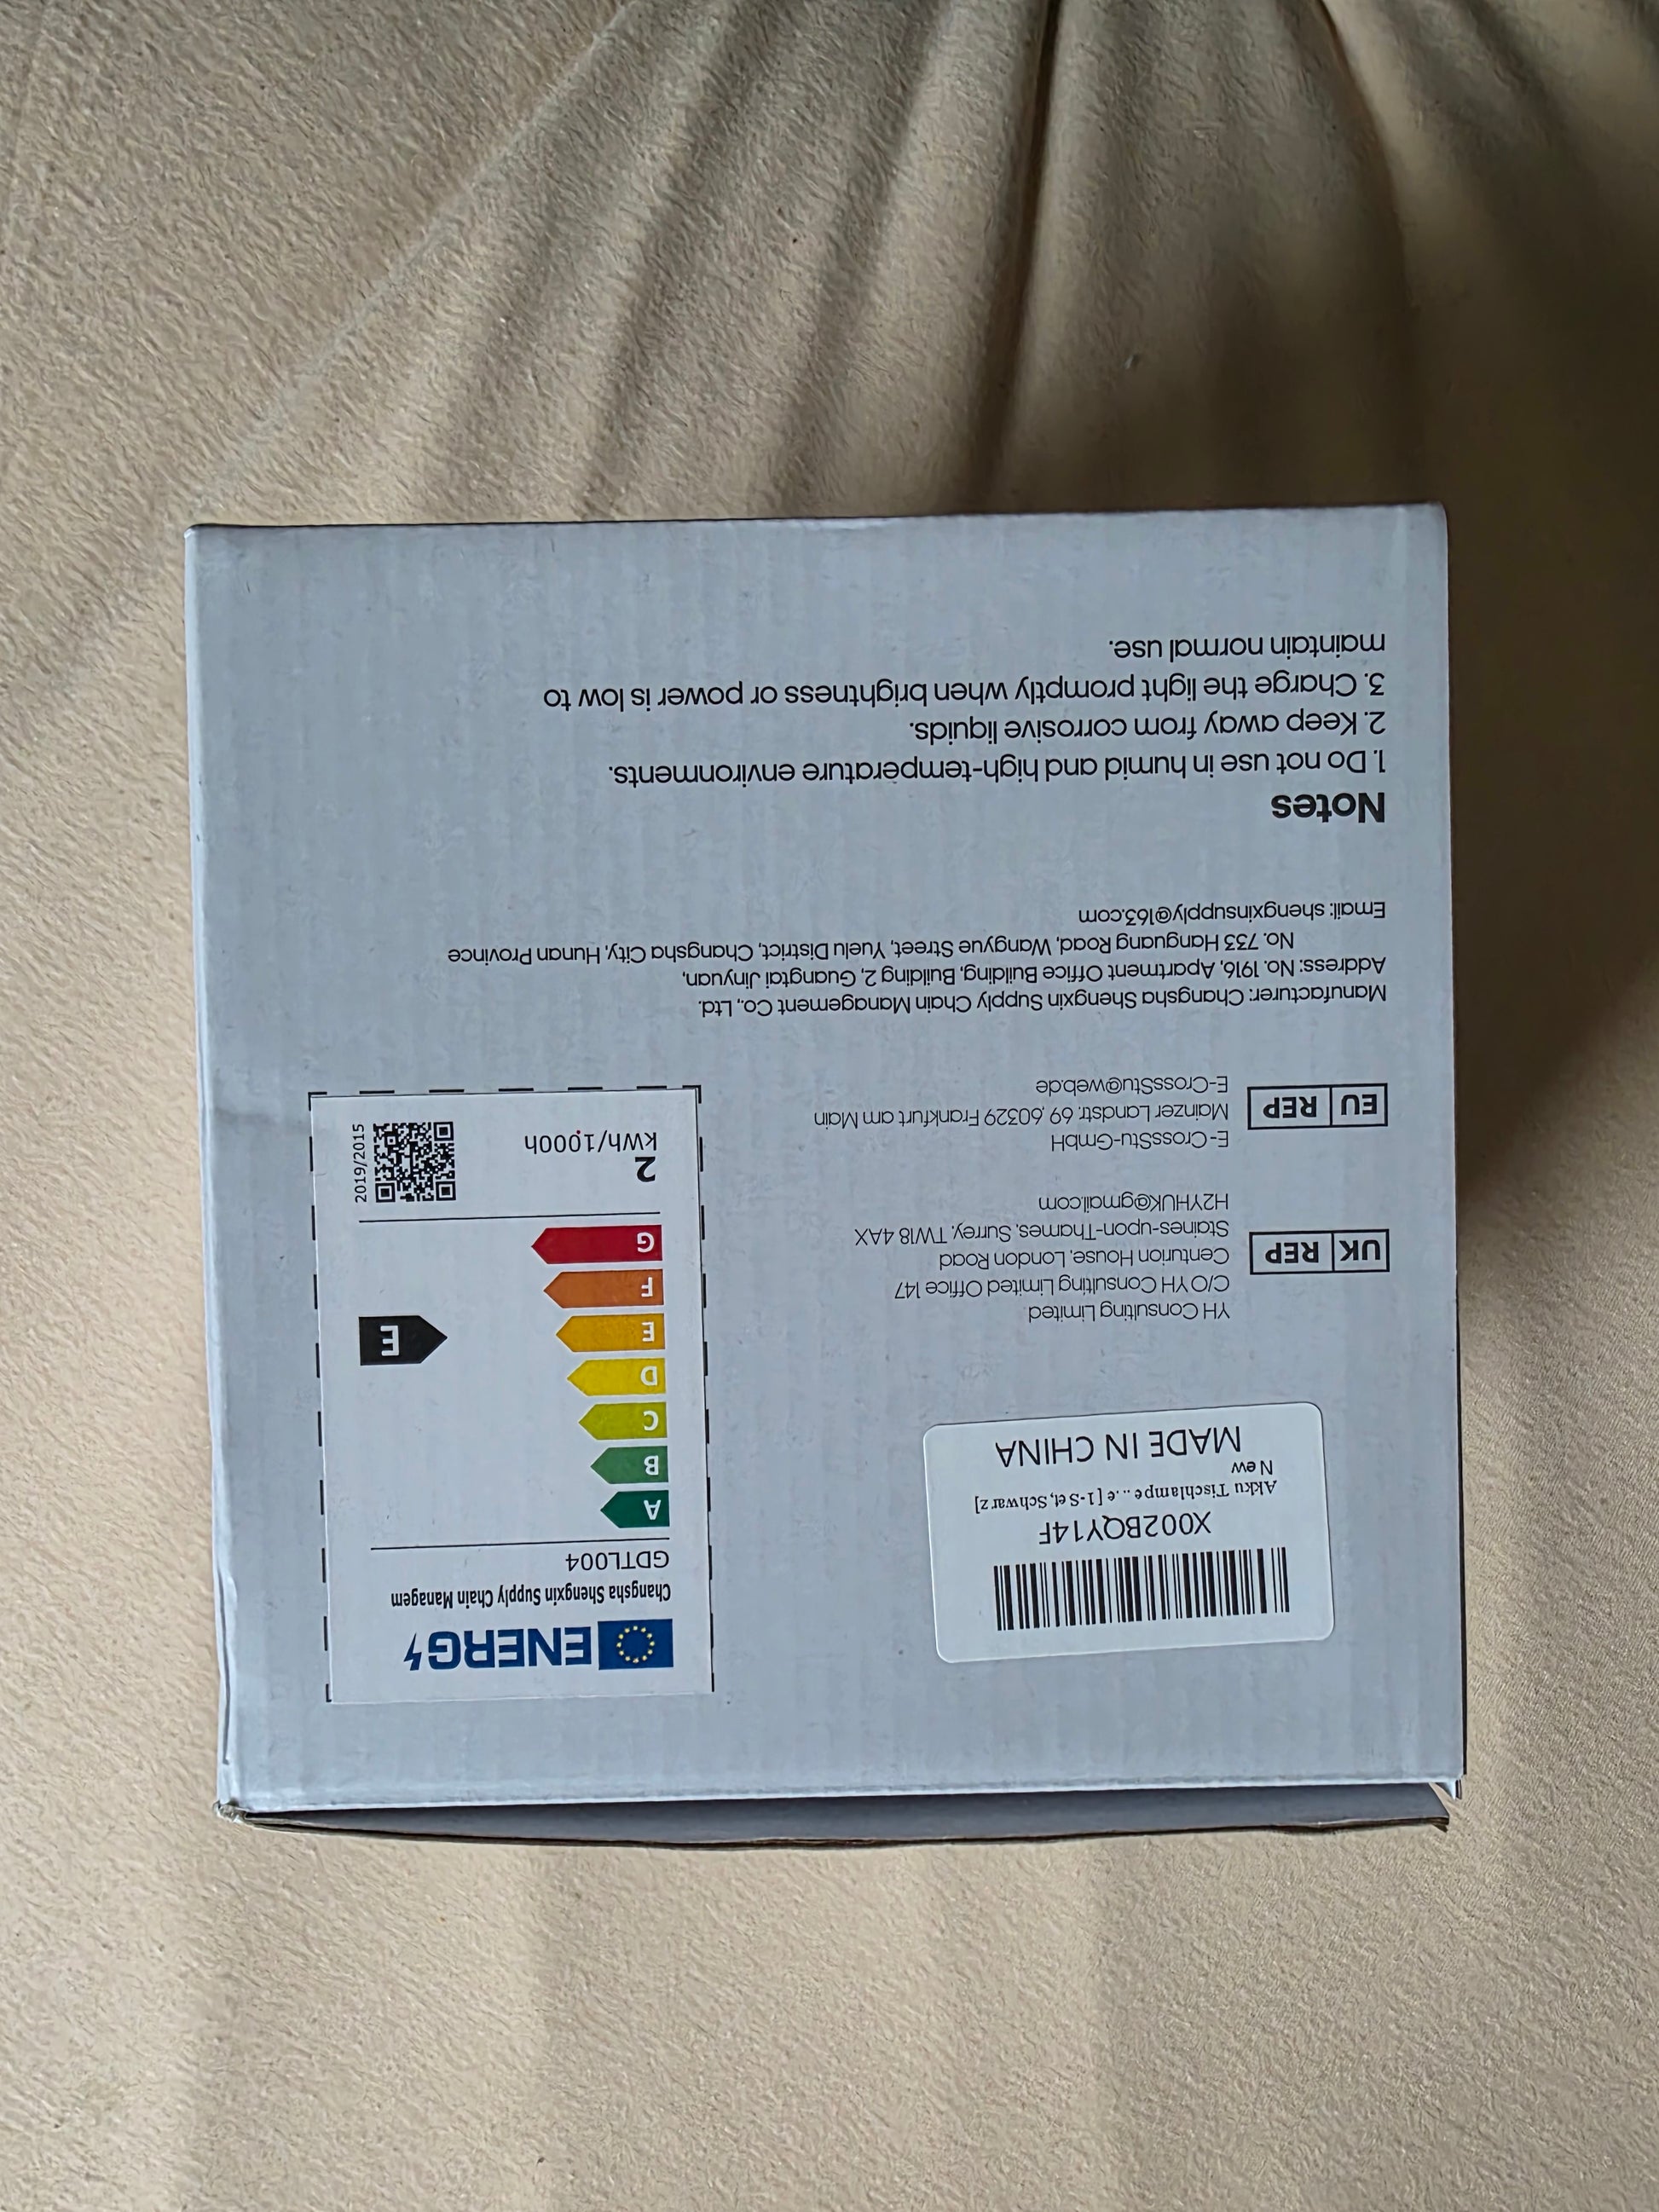 ENERG
Changsha Shengxin Supply Chain Managem
GDTL004
A
B
C
D
E
F
G
E
2
kWh/1000h
2019/2015
X002BQY14F
Akku Tischlampe ... e [1-Set,Schwarz]
New
MADE IN CHINA
UK REP
YH Consulting Limited
C/O YH Consulting Limited Office 147
Centurion House, London Road
Staines-upon-Thames, Surrey, TW18 4AX
H2YHUK@gmail.com
EU REP
E-CrossStu-GmbH
Mainzer Landstr. 69 ,60329 Frankfurt am Main
E-CrossStu@web.de
Manufacturer: Changsha Shengxin Supply Chain Management Co., Ltd.
Address: No. 1916, Apartment Office Building, Building 2, Guangtai Jinyuan,
No. 733 Hanguang Road, Wangyue Street, Yuelu District, Changsha City, Hunan Province
Email: shengxinsupply@163.com
Notes
1. Do not use in humid and high-temperature environments.
2. Keep away from corrosive liquids.
3. Charge the light promptly when brightness or power is low to
maintain normal use.